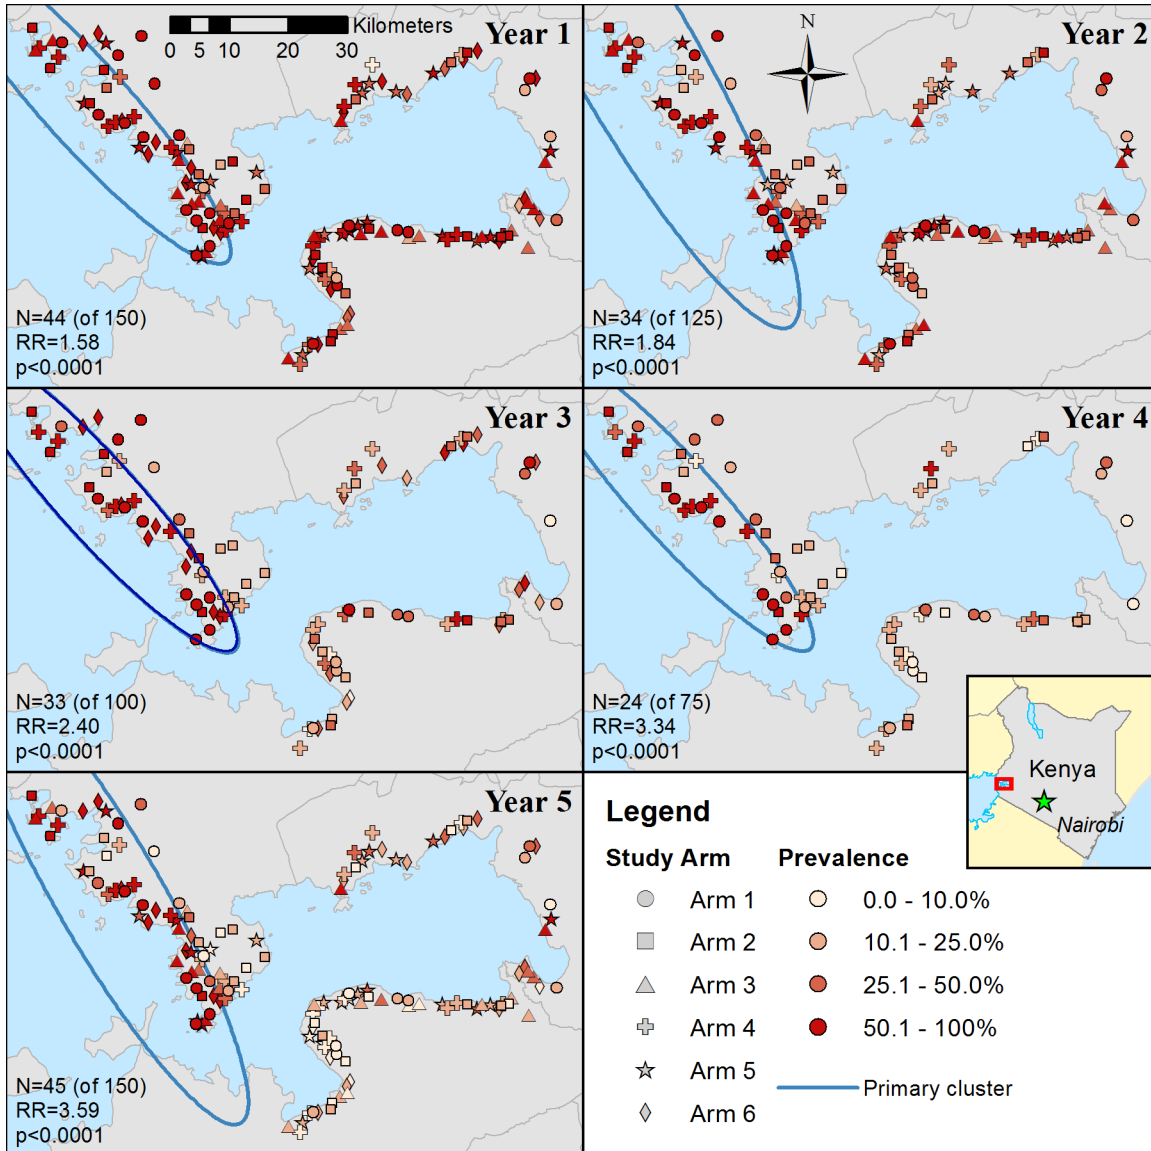 Kilometers
0 5 10 20 30
Year 1
N=44 (of 150)
RR=1.58
p<0.0001
N
Year 2
N=34 (of 125)
RR=1.84
p<0.0001
Year 3
N=33 (of 100)
RR=2.40
p<0.0001
Year 4
N=24 (of 75)
RR=3.34
p<0.0001
Kenya
Nairobi
Year 5
N=45 (of 150)
RR=3.59
p<0.0001
Legend
Study Arm Prevalence
Arm 1 0.0 - 10.0%
Arm 2 10.1 - 25.0%
Arm 3 25.1 - 50.0%
Arm 4 50.1 - 100%
Arm 5
Primary cluster
Arm 6